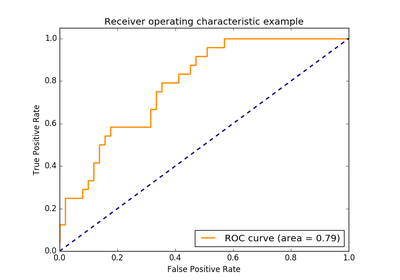 Receiver operating characteristic example
1.0
0.8
0.6
0.4
0.2
0.0
True Positive Rate
0.0 0.2 0.4 0.6 0.8 1.0
False Positive Rate
ROC curve (area = 0.79)